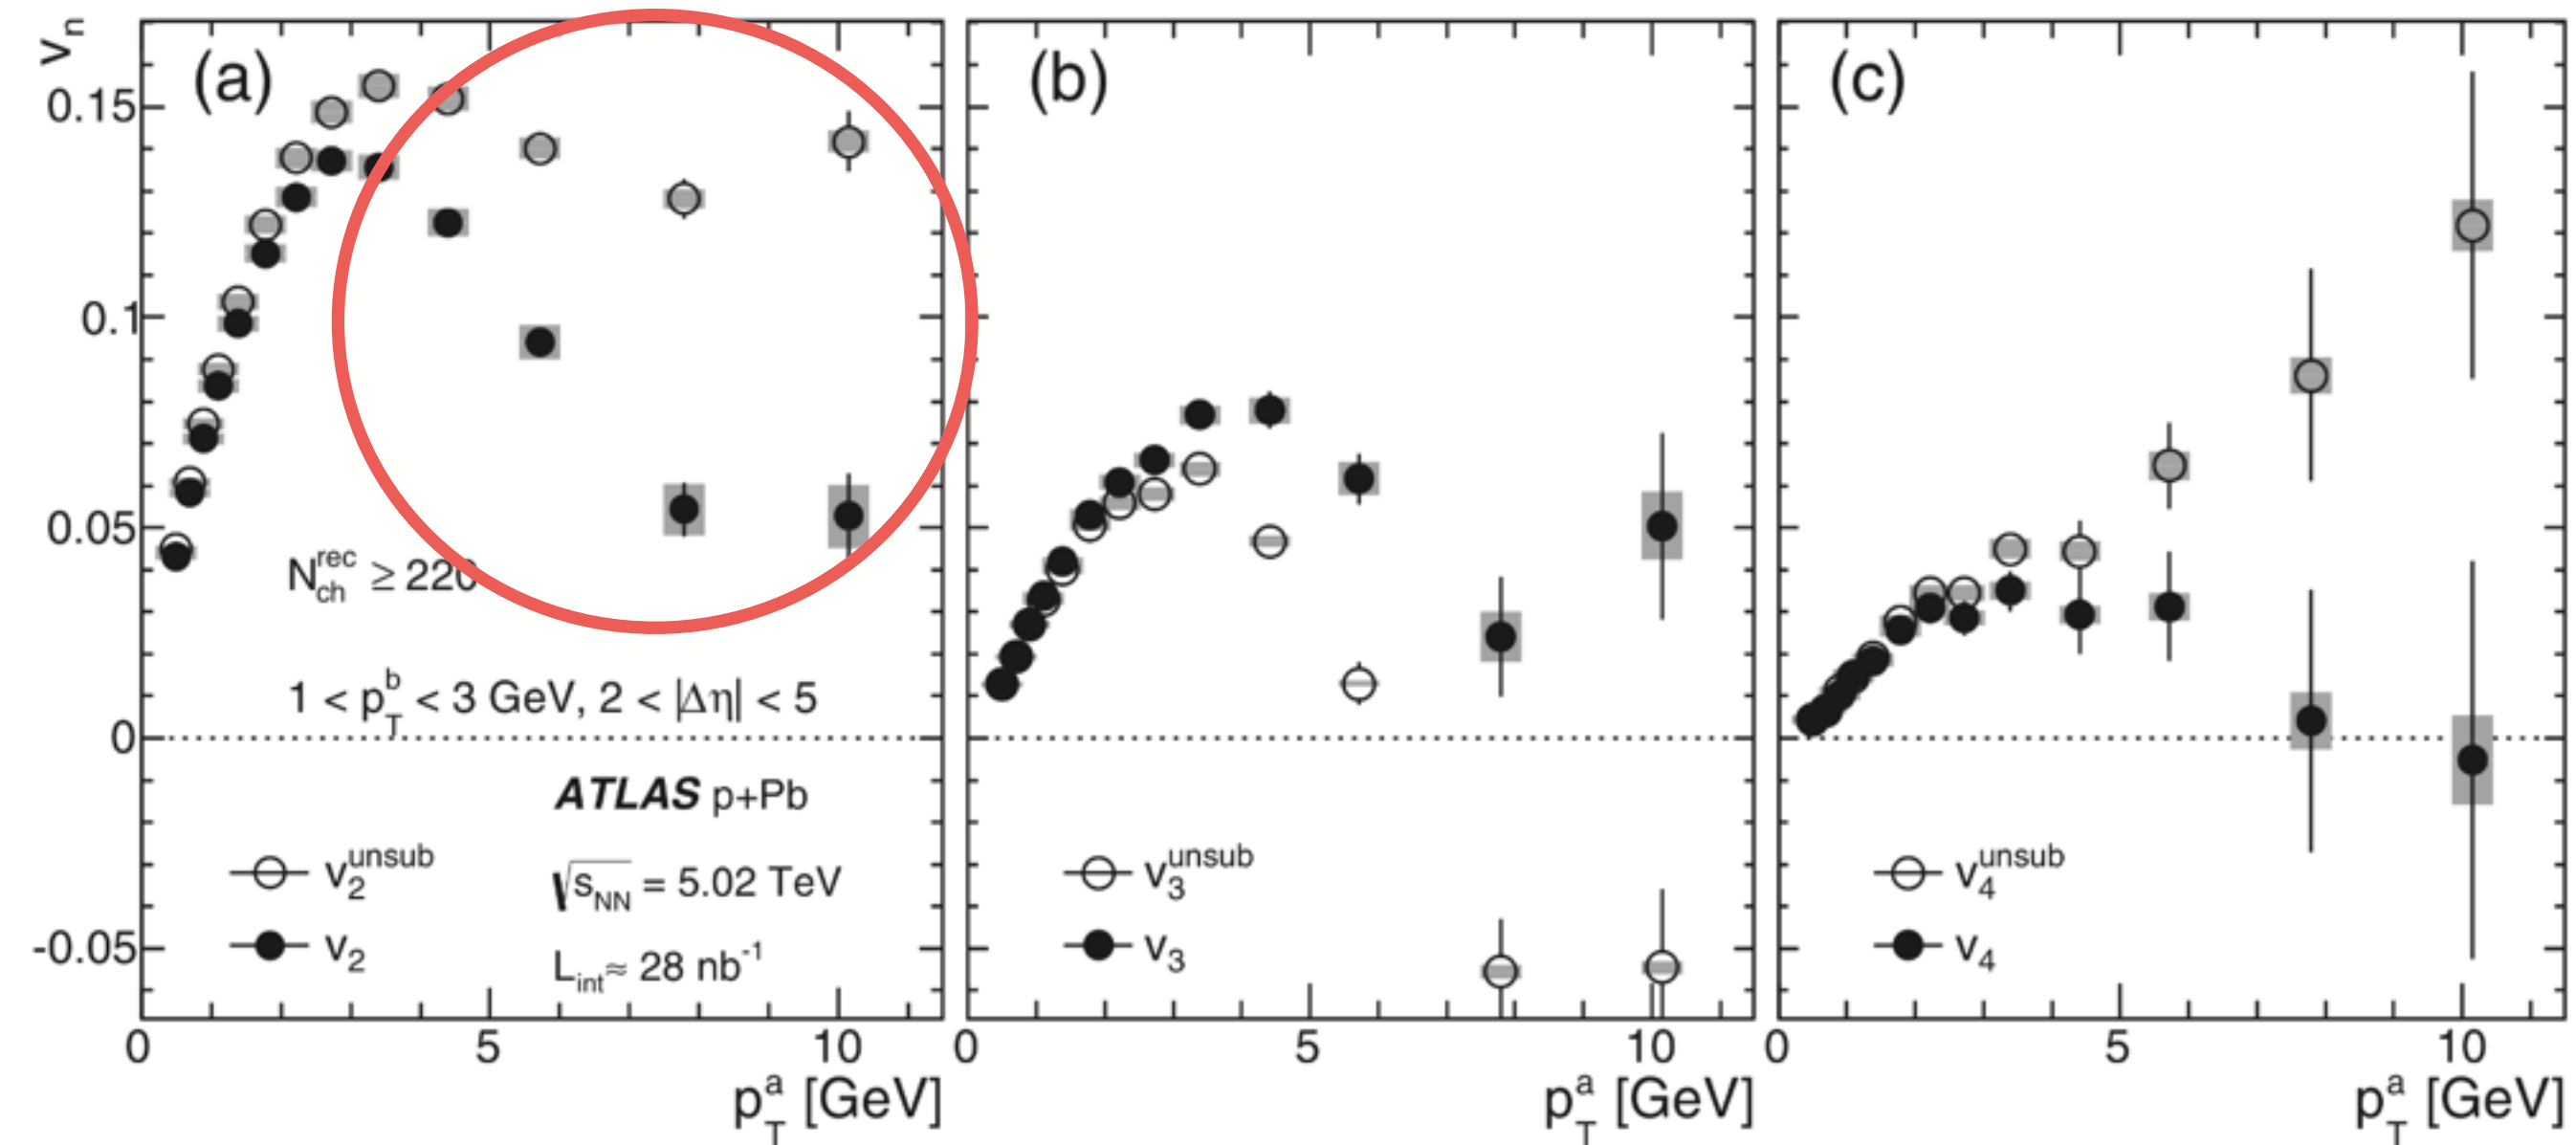 v_n
(a)
(b)
(c)
0.15
0.1
0.05
0
-0.05
N_ch^rec ≥ 220
1 < p_T^b < 3 GeV, 2 < |Δη| < 5
ATLAS p+Pb
√s_NN = 5.02 TeV
L_int ≈ 28 nb^-1
v_2^unsub
v_2
v_3^unsub
v_3
v_4^unsub
v_4
0 5 10
0 5 10
0 5 10
p_T^a [GeV]
p_T^a [GeV]
p_T^a [GeV]